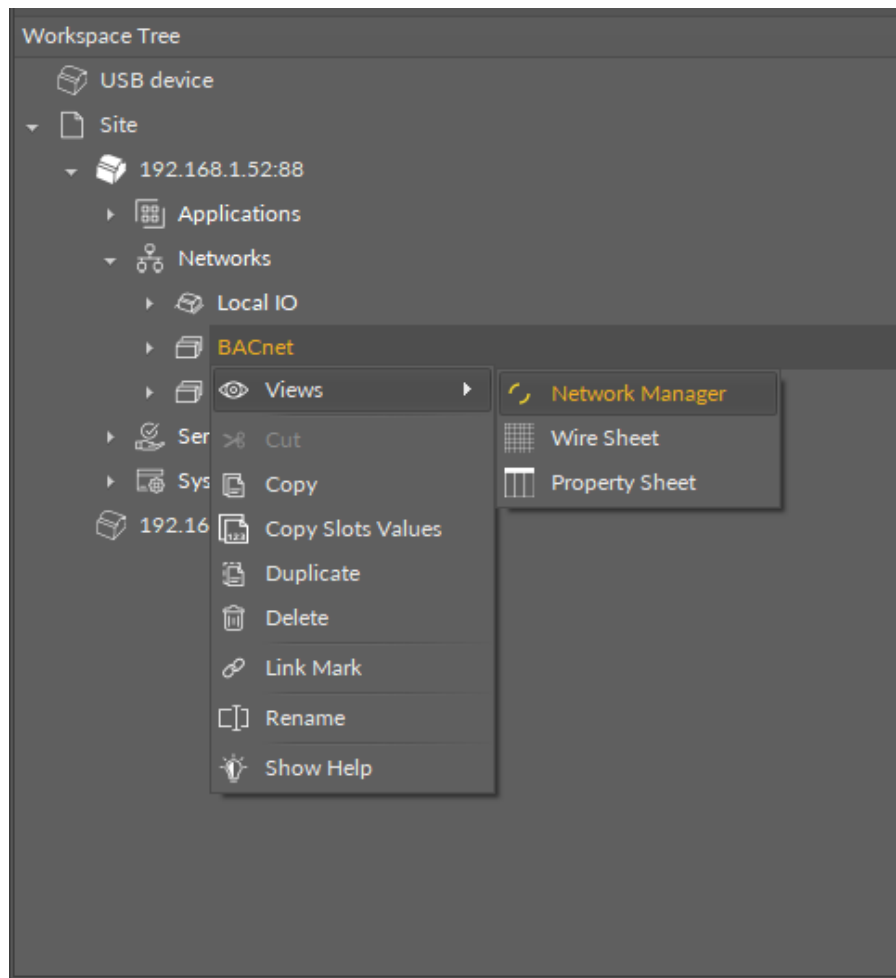 Workspace Tree
USB device
Site
192.168.1.52:88
Applications
Networks
Local IO
BACnet
Views
Network Manager
Ser
Cut
Wire Sheet
Sys
Copy
Property Sheet
192.16
Copy Slots Values
123
Duplicate
Delete
Link Mark
Rename
Show Help